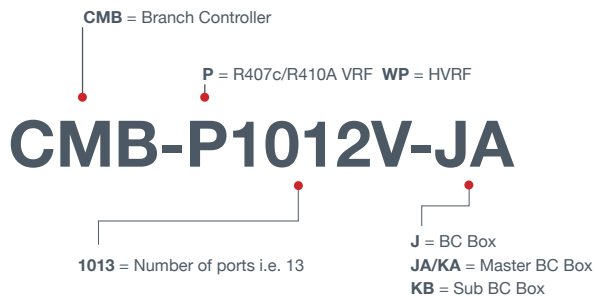 CMB = Branch Controller
P = R407c/R410A VRF WP = HVRF
CMB-P1012V-JA
1013 = Number of ports i.e. 13
J = BC Box
JA/KA = Master BC Box
KB = Sub BC Box